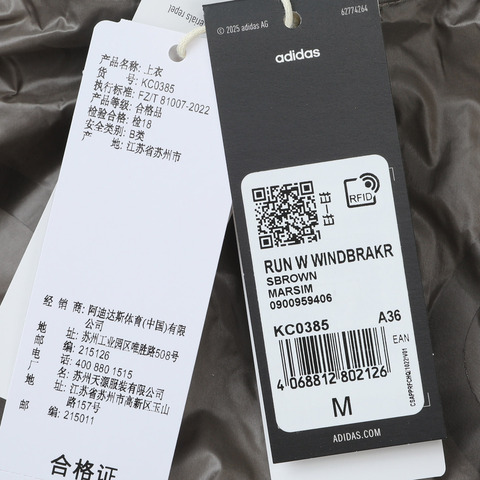 erials repel
产品名称: 上衣
货 号: KC0385
执行标准: FZ/T 81007-2022
产品等级: 合格品
检验合格: 检18
安全类别: B类
产 地: 江苏省苏州市
经 销 商: 阿迪达斯体育(中国)有限
公司
地 址: 苏州工业园区唯胜路508号
邮 编: 215126
电 话: 400 880 1515
厂 名: 苏州天源服装有限公司
地 址: 江苏省苏州市高新区玉山
路157号
邮 编: 215011
合格证
© 2025 adidas AG
62774264
adidas
RFID
RUN W WINDBRAKR
SBROWN
MARSIM
0900959406
KC0385
A36
EAN
4 068812 802126
M
ADIDAS.COM